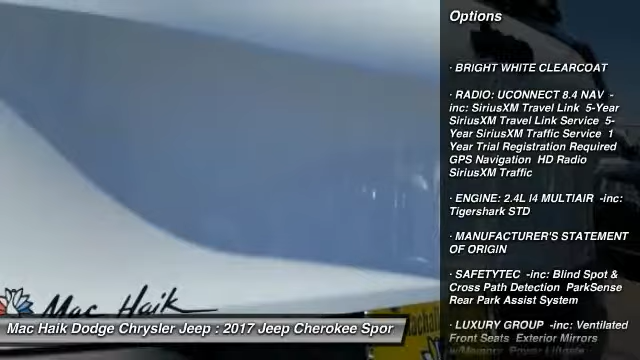 Options
· BRIGHT WHITE CLEARCOAT
· RADIO: UCONNECT 8.4 NAV -
inc: SiriusXM Travel Link 5-Year
SiriusXM Travel Link Service 5-
Year SiriusXM Traffic Service 1
Year Trial Registration Required
GPS Navigation HD Radio
SiriusXM Traffic
· ENGINE: 2.4L I4 MULTIAIR -inc:
Tigershark STD
· MANUFACTURER'S STATEMENT
OF ORIGIN
· SAFETYTEC -inc: Blind Spot &
Cross Path Detection ParkSense
Rear Park Assist System
· LUXURY GROUP -inc: Ventilated
Front Seats Exterior Mirrors
w/Memory Power Liftgate
Mac Haik
Mac Haik Dodge Chrysler Jeep : 2017 Jeep Cherokee Spor